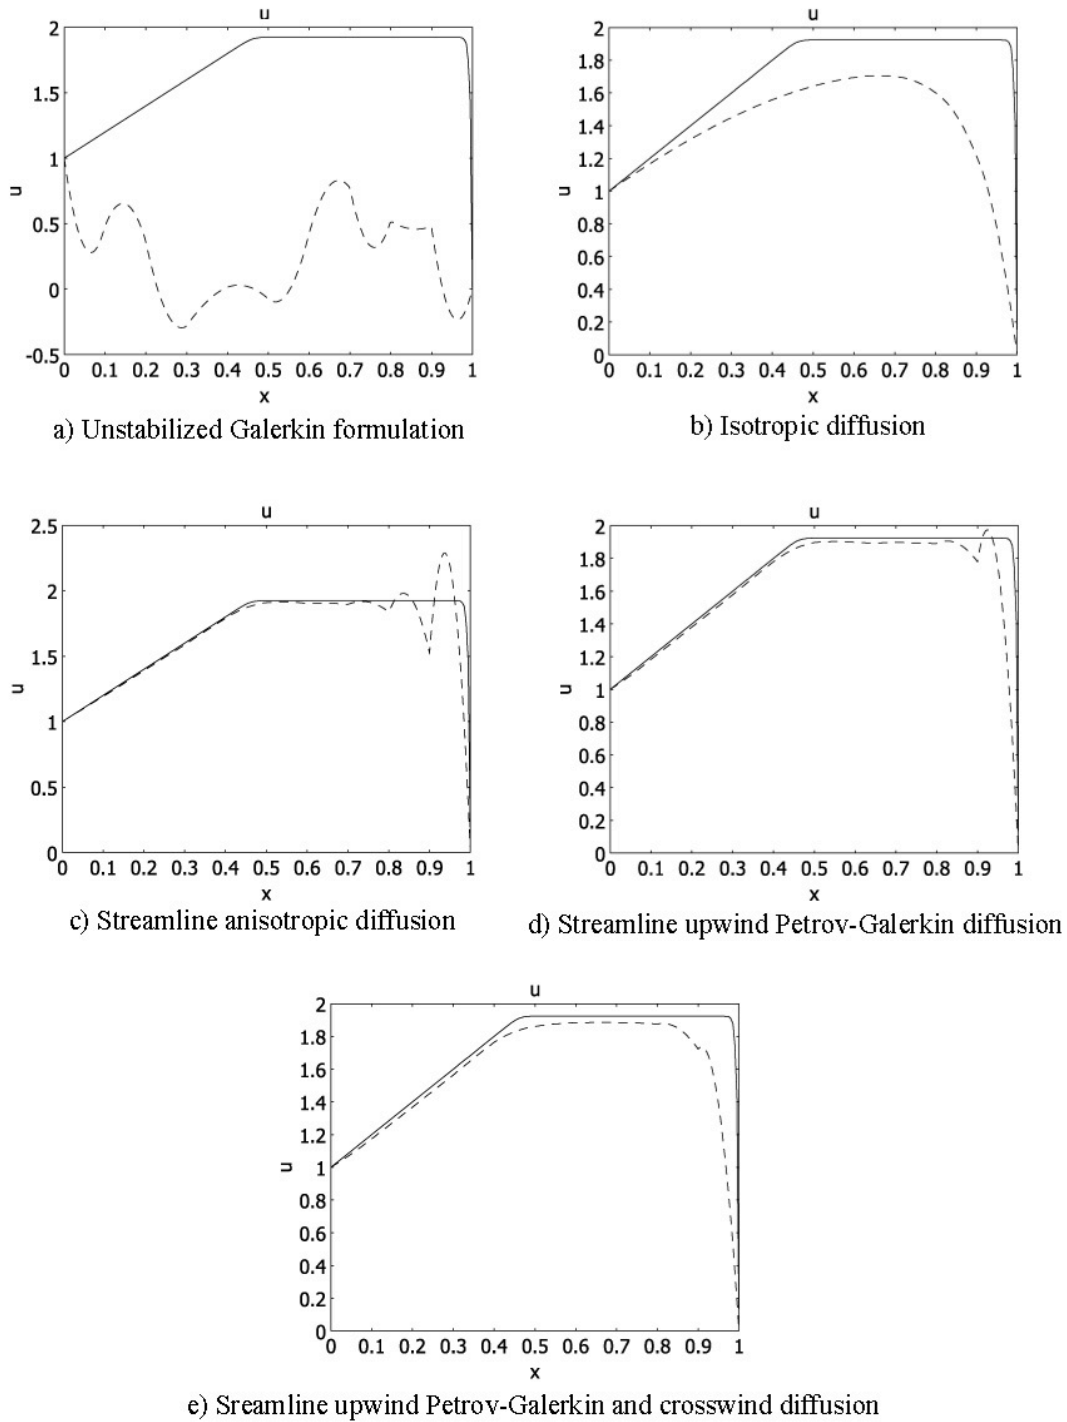 u
2
1.5
1
0.5
0
-0.5
u
0 0.1 0.2 0.3 0.4 0.5 0.6 0.7 0.8 0.9 1
x
a) Unstabilized Galerkin formulation
u
2
1.8
1.6
1.4
1.2
1
0.8
0.6
0.4
0.2
0
u
0 0.1 0.2 0.3 0.4 0.5 0.6 0.7 0.8 0.9 1
x
b) Isotropic diffusion
u
2.5
2
1.5
1
0.5
0
u
0 0.1 0.2 0.3 0.4 0.5 0.6 0.7 0.8 0.9 1
x
c) Streamline anisotropic diffusion
u
2
1.8
1.6
1.4
1.2
1
0.8
0.6
0.4
0.2
0
u
0 0.1 0.2 0.3 0.4 0.5 0.6 0.7 0.8 0.9 1
x
d) Streamline upwind Petrov-Galerkin diffusion
u
2
1.8
1.6
1.4
1.2
1
0.8
0.6
0.4
0.2
0
u
0 0.1 0.2 0.3 0.4 0.5 0.6 0.7 0.8 0.9 1
x
e) Sreamline upwind Petrov-Galerkin and crosswind diffusion